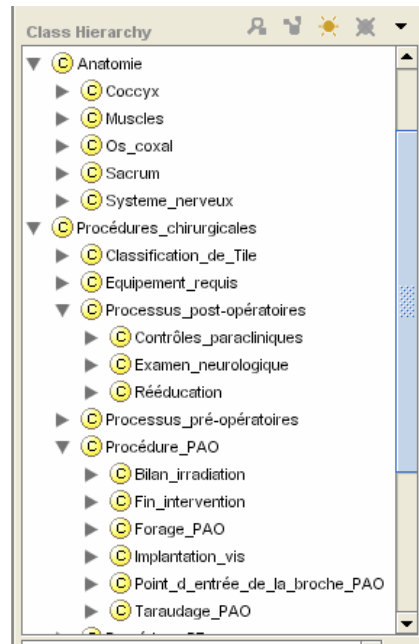 Class Hierarchy
C Anatomie
C Coccyx
C Muscles
C Os_coxal
C Sacrum
C Systeme_nerveux
C Procédures_chirurgicales
C Classification_de_Tile
C Equipement_requis
C Processus_post-opératoires
C Contrôles_paracliniques
C Examen_neurologique
C Rééducation
C Processus_pré-opératoires
C Procédure_PAO
C Bilan_irradiation
C Fin_intervention
C Forage_PAO
C Implantation_vis
C Point_d_entrée_de_la_broche_PAO
C Taraudage_PAO